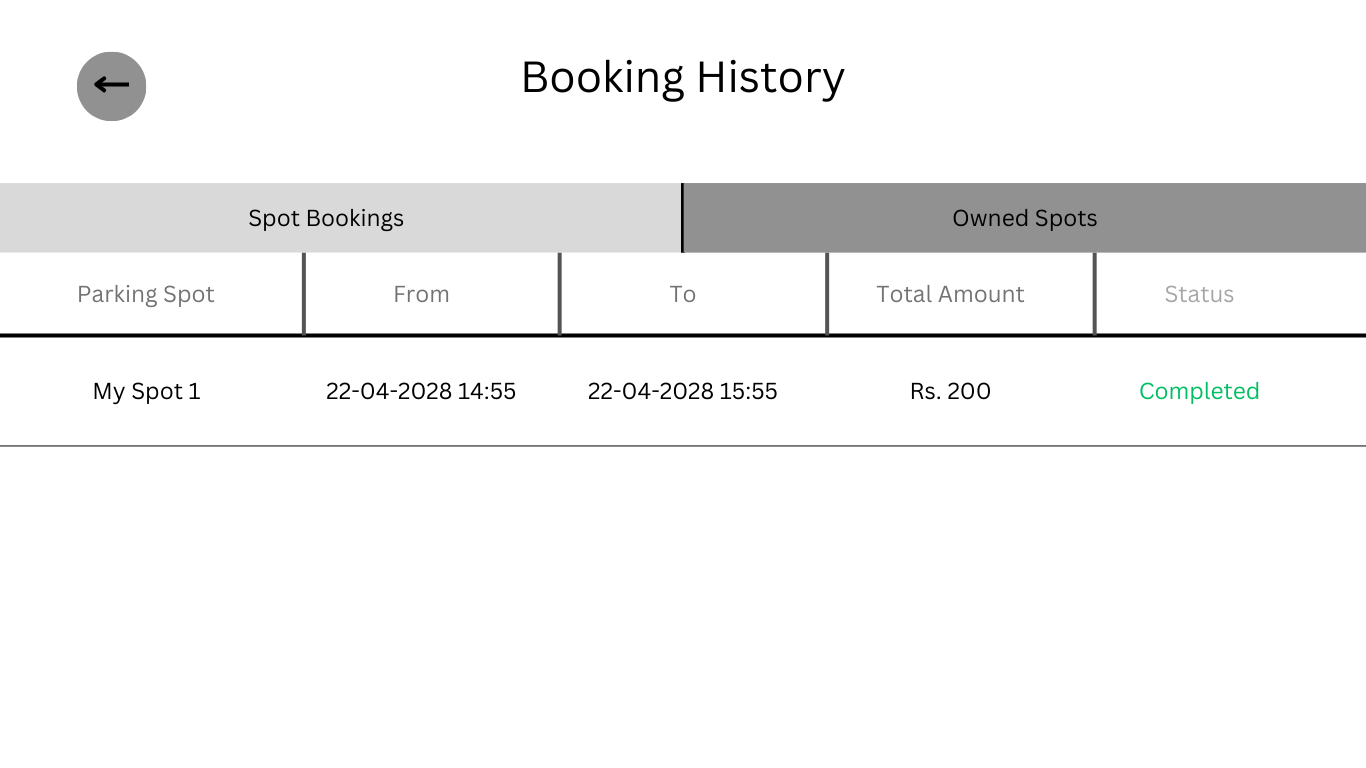 Booking History
Spot Bookings Owned Spots
Parking Spot From To Total Amount Status
My Spot 1 22-04-2028 14:55 22-04-2028 15:55 Rs. 200 Completed